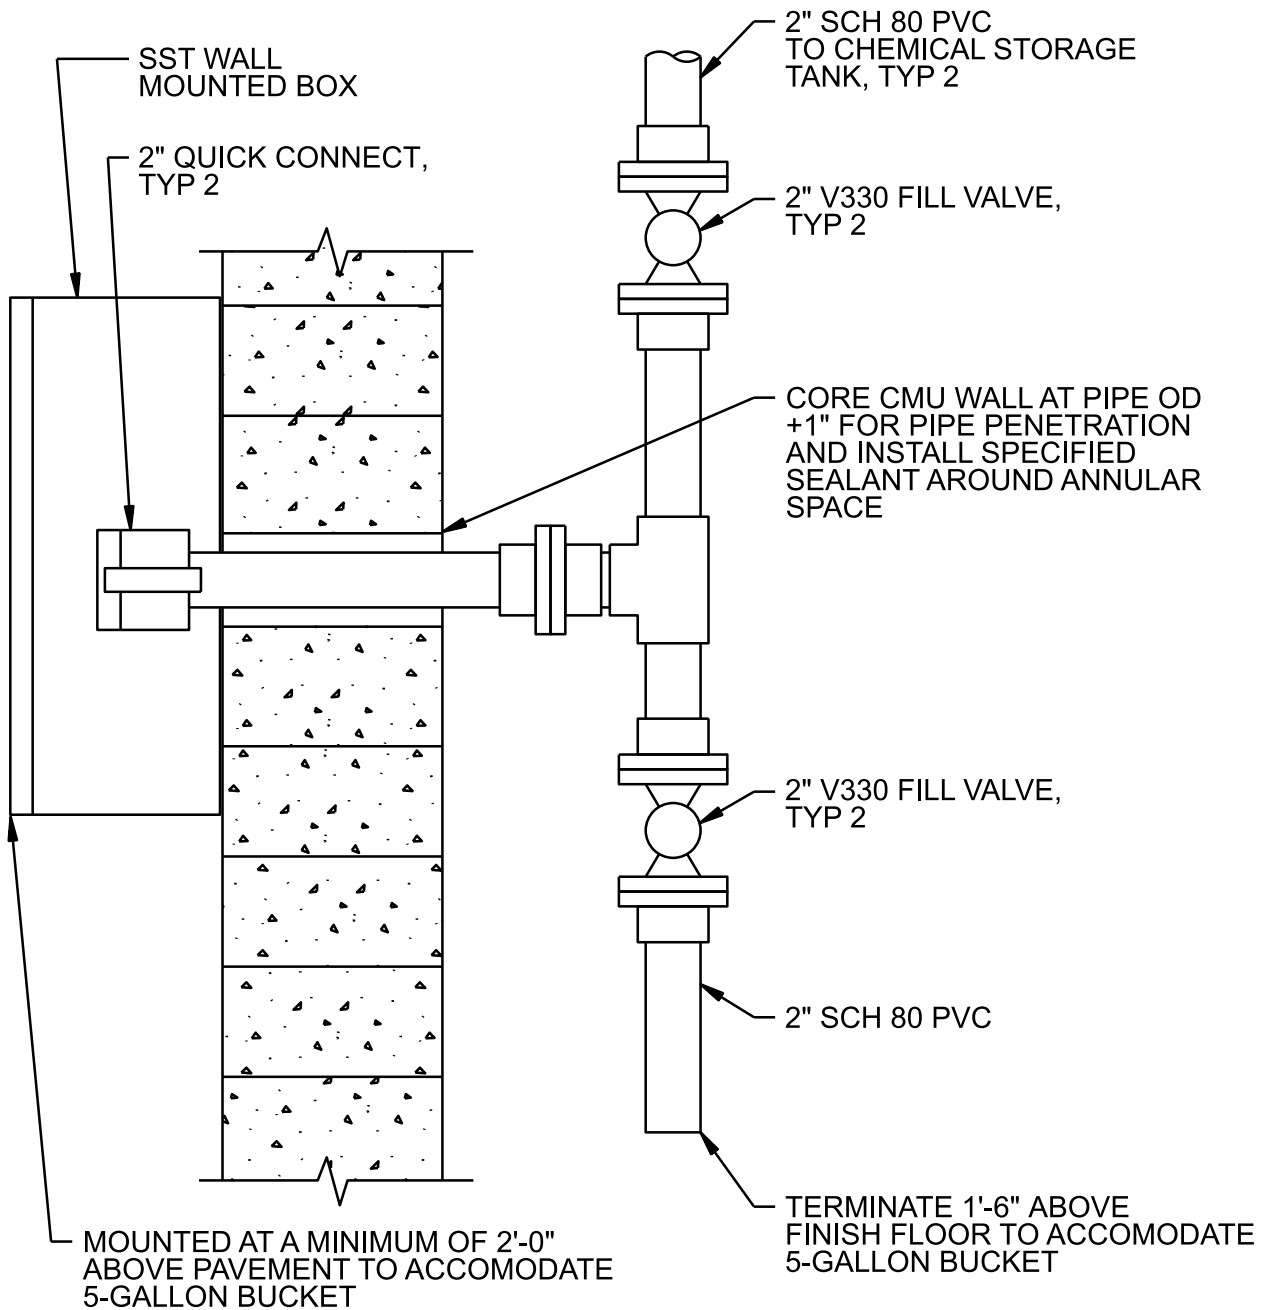 SST WALL
MOUNTED BOX
2" QUICK CONNECT,
TYP 2
2" SCH 80 PVC
TO CHEMICAL STORAGE
TANK, TYP 2
2" V330 FILL VALVE,
TYP 2
CORE CMU WALL AT PIPE OD
+1" FOR PIPE PENETRATION
AND INSTALL SPECIFIED
SEALANT AROUND ANNULAR
SPACE
2" V330 FILL VALVE,
TYP 2
2" SCH 80 PVC
TERMINATE 1'-6" ABOVE
FINISH FLOOR TO ACCOMODATE
5-GALLON BUCKET
MOUNTED AT A MINIMUM OF 2'-0"
ABOVE PAVEMENT TO ACCOMODATE
5-GALLON BUCKET